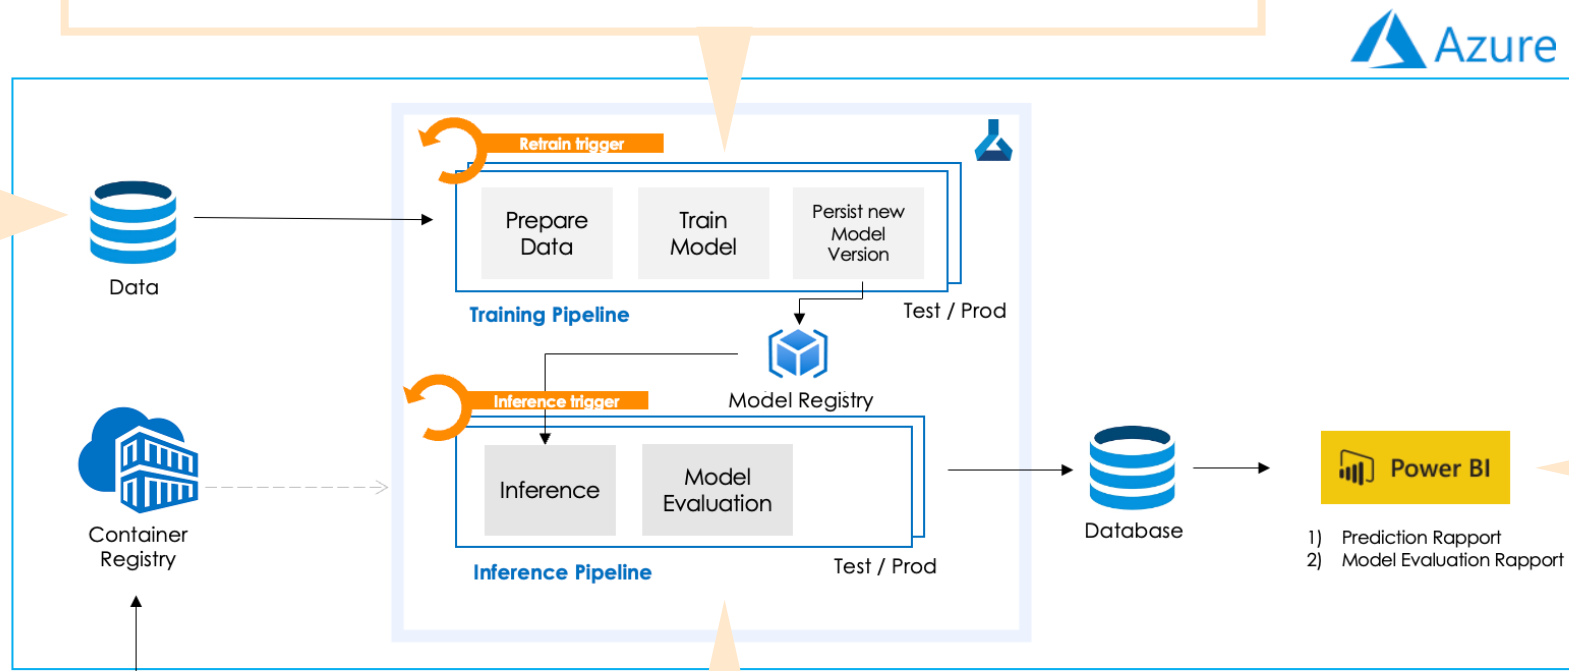 Azure
Retrain trigger
Prepare
Data
Train
Model
Persist new
Model
Version
Data
Training Pipeline
Test / Prod
Model Registry
Inference trigger
Inference
Model
Evaluation
Container
Registry
Inference Pipeline
Test / Prod
Database
Power BI
1) Prediction Rapport
2) Model Evaluation Rapport